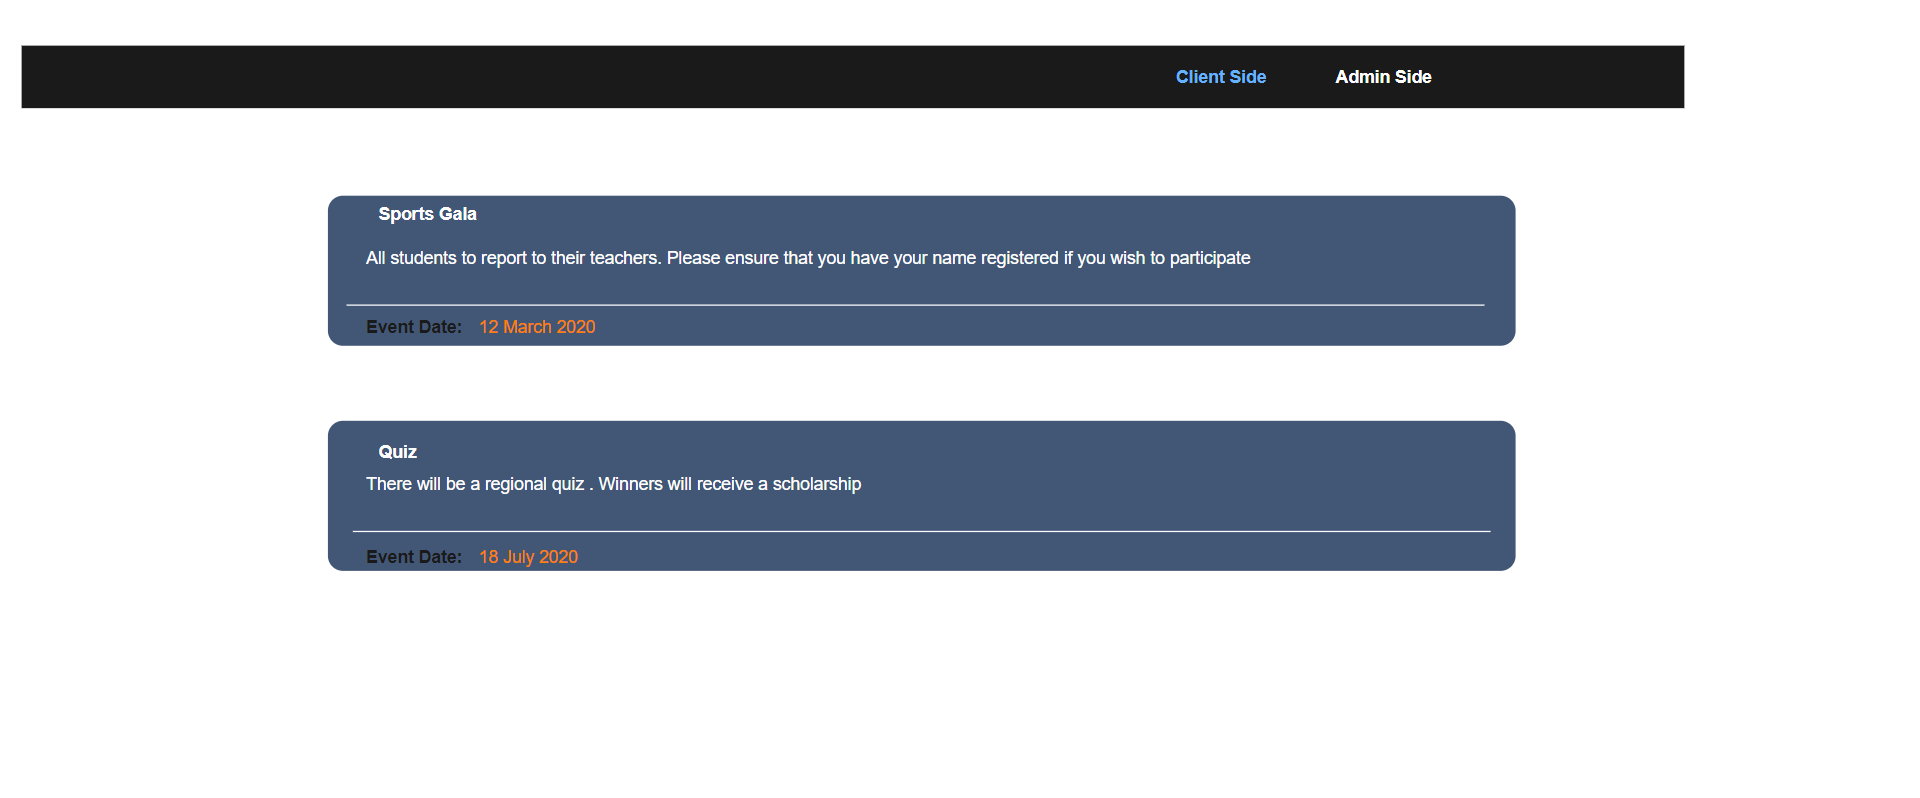 Client Side Admin Side
Sports Gala
All students to report to their teachers. Please ensure that you have your name registered if you wish to participate
Event Date: 12 March 2020
Quiz
There will be a regional quiz . Winners will receive a scholarship
Event Date: 18 July 2020